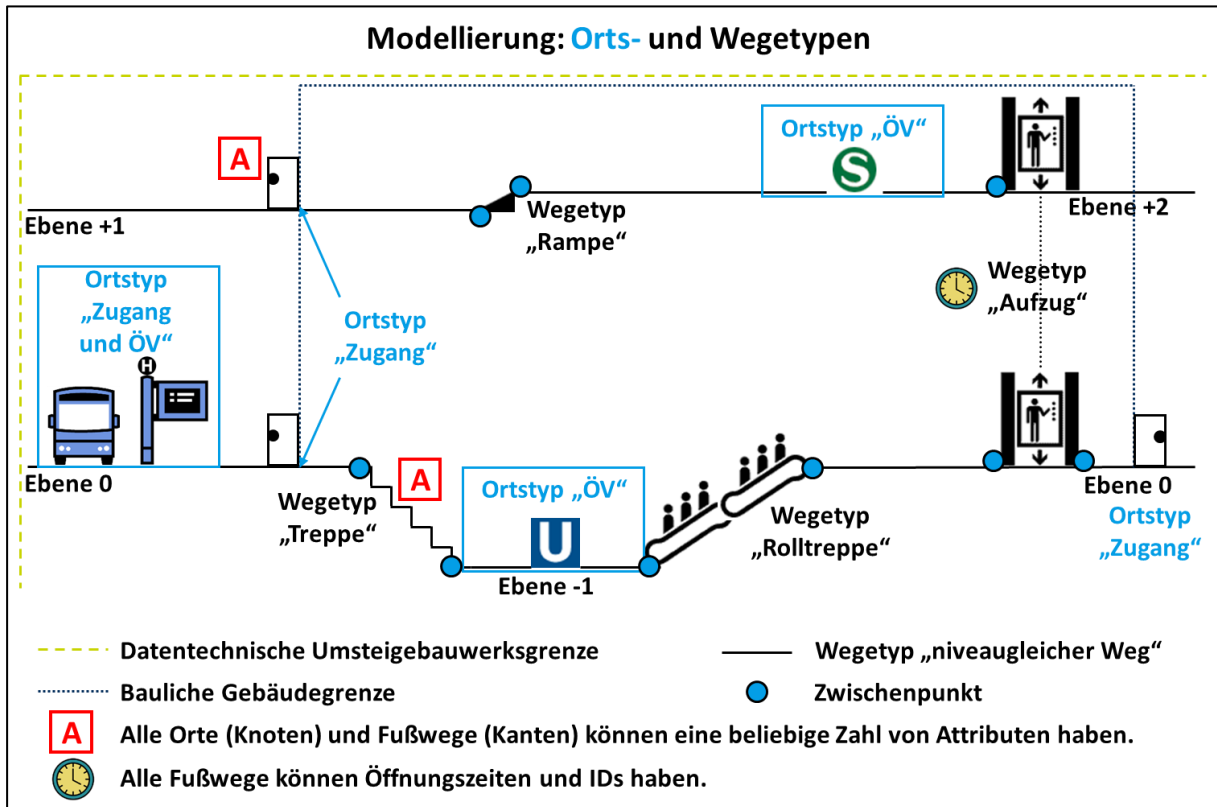 Modellierung: Orts- und Wegetypen
Ortstyp „ÖV“
S
A
Ebene +1
Wegetyp
„Rampe“
Ebene +2
Ortstyp
„Zugang
und ÖV“
H
Ortstyp
„Zugang“
Wegetyp
„Aufzug“
Ebene 0
Wegetyp
„Treppe“
A
Ortstyp „ÖV“
U
Ebene -1
Wegetyp
„Rolltreppe“
Ebene 0
Ortstyp
„Zugang“
Datentechnische Umsteigebauwerksgrenze
Wegetyp „niveaugleicher Weg“
Bauliche Gebäudegrenze
Zwischenpunkt
A Alle Orte (Knoten) und Fußwege (Kanten) können eine beliebige Zahl von Attributen haben.
Alle Fußwege können Öffnungszeiten und IDs haben.